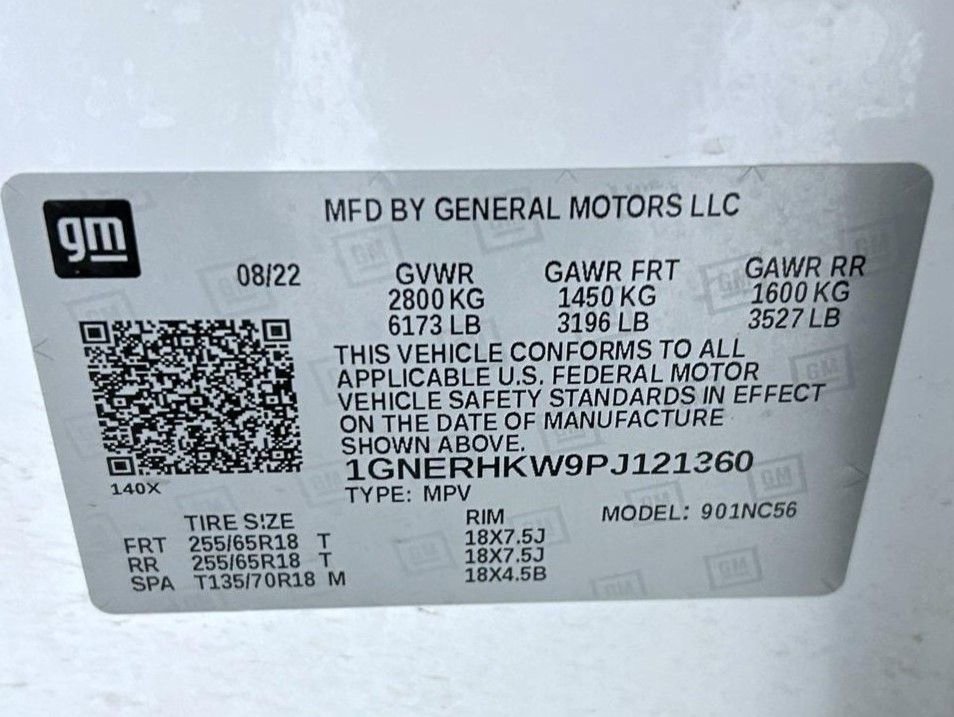 gm
MFD BY GENERAL MOTORS LLC
08/22 GVWR GAWR FRT GAWR RR
2800 KG 1450 KG 1600 KG
6173 LB 3196 LB 3527 LB
THIS VEHICLE CONFORMS TO ALL
APPLICABLE U.S. FEDERAL MOTOR
VEHICLE SAFETY STANDARDS IN EFFECT
ON THE DATE OF MANUFACTURE
SHOWN ABOVE.
1GNERHKW9PJ121360
140X
TYPE: MPV
MODEL: 901NC56
TIRE SIZE RIM
FRT 255/65R18 T 18X7.5J
RR 255/65R18 T 18X7.5J
SPA T135/70R18 M 18X4.5B